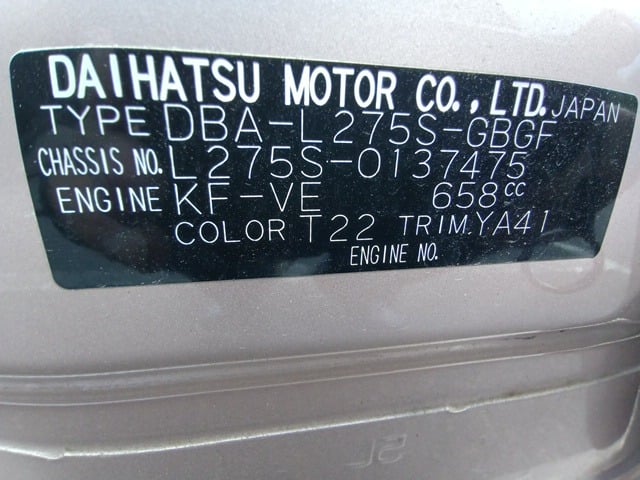 DAIHATSU MOTOR CO., LTD. JAPAN
TYPE DBA-L275S-GBGF
CHASSIS NO. L275S-0137475
ENGINE KF-VE 658cc
COLOR T22 TRIM.YA41
ENGINE NO.